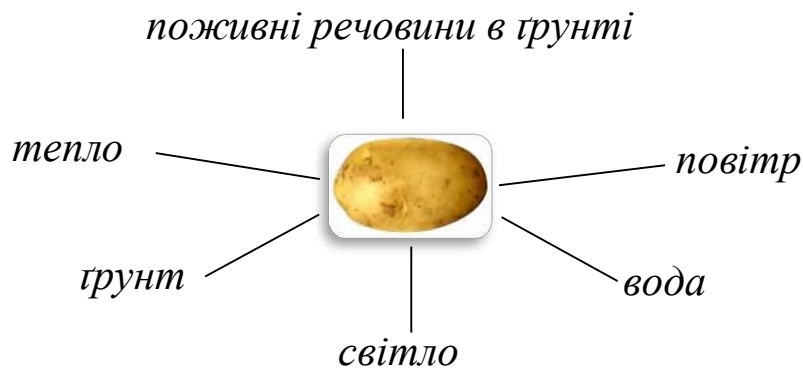 поживні речовини в ґрунті
тепло
повітр
ґрунт
вода
світло